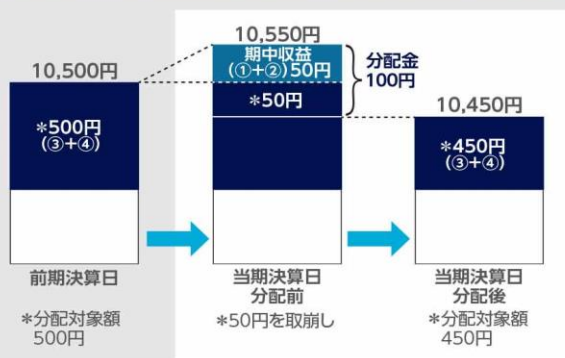 10,500円
*500円
(③+④)
前期決算日
*分配対象額
500円
10,550円
期中収益
(①+②)50円
*50円
分配金
100円
当期決算日
分配前
*50円を取崩し
10,450円
*450円
(③+④)
当期決算日
分配後
*分配対象額
450円